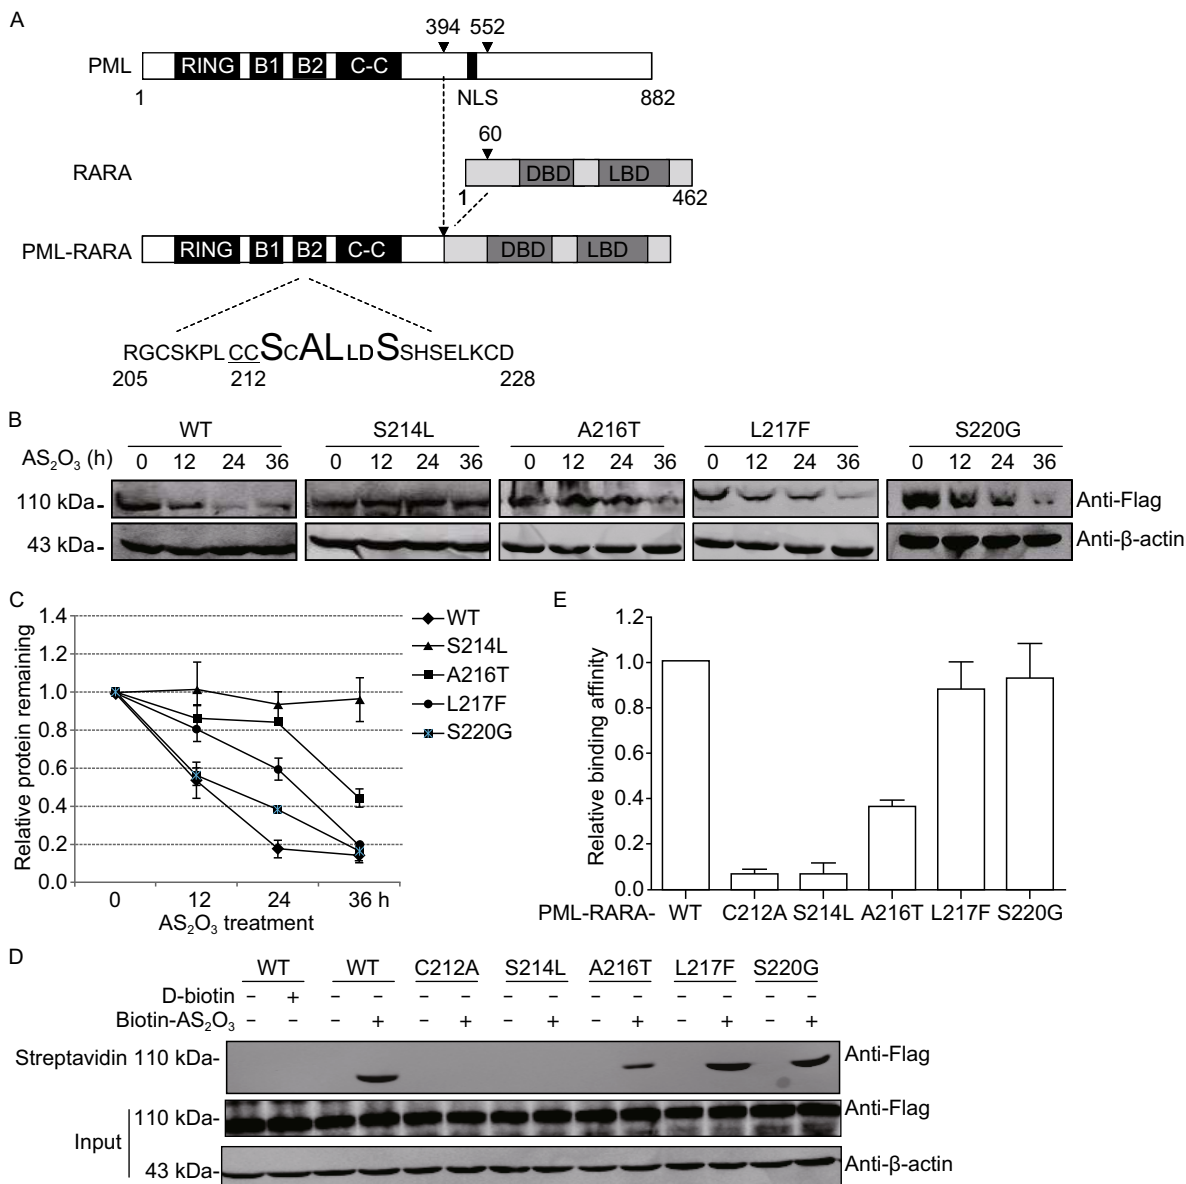 A
394 552
PML RING B1 B2 C-C
1 NLS 882
60
RARA DBD LBD
1 462
PML-RARA RING B1 B2 C-C DBD LBD
RGCSKPL CCSCALLDSSHSELKCD
205 212 228
B
WT S214L A216T L217F S220G
AS2O3 (h) 0 12 24 36 0 12 24 36 0 12 24 36 0 12 24 36 0 12 24 36
110 kDa- Anti-Flag
43 kDa- Anti-β-actin
C
Relative protein remaining
1.4
1.2
1.0
0.8
0.6
0.4
0.2
0.0
0 12 24 36 h
AS2O3 treatment
WT
S214L
A216T
L217F
S220G
E
Relative binding affinity
1.2
1.0
0.8
0.6
0.4
0.2
0.0
PML-RARA- WT C212A S214L A216T L217F S220G
D
WT WT C212A S214L A216T L217F S220G
D-biotin − + − − − − − − − − − − − −
Biotin-AS2O3 − − − + − + − + − + − + − +
Streptavidin 110 kDa- Anti-Flag
110 kDa- Anti-Flag
Input
43 kDa- Anti-β-actin